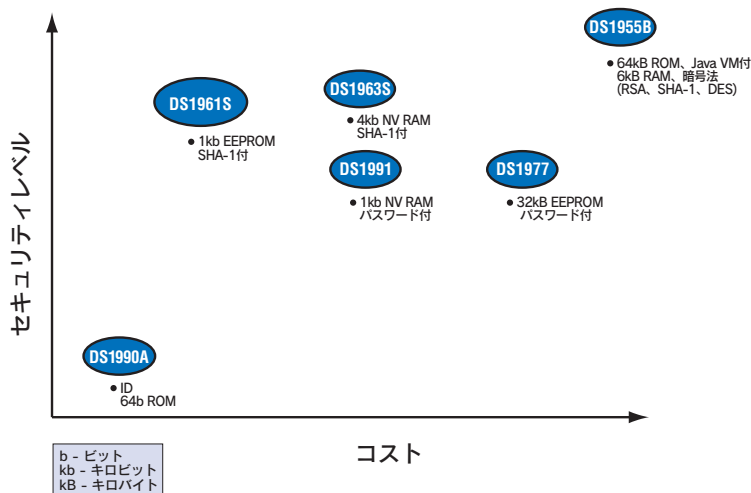 DS1955B
● 64kB ROM、Java VM付
6kB RAM、暗号法
(RSA、SHA-1、DES)
DS1961S
● 1kb EEPROM
SHA-1付
DS1963S
● 4kb NV RAM
SHA-1付
DS1991
● 1kb NV RAM
パスワード付
DS1977
● 32kB EEPROM
パスワード付
セキュリティレベル
DS1990A
● ID
64b ROM
コスト
b - ビット
kb - キロビット
kB - キロバイト